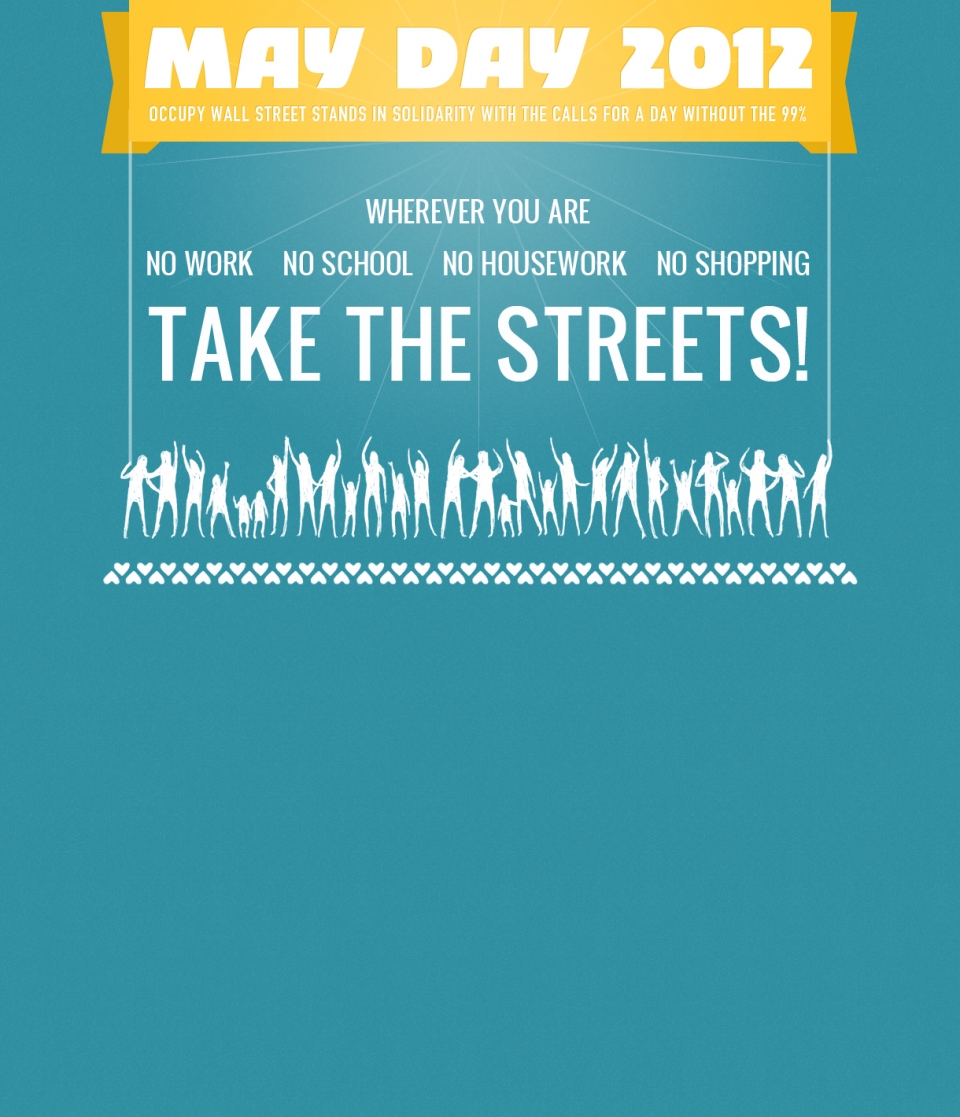 MAY DAY 2012
OCCUPY WALL STREET STANDS IN SOLIDARITY WITH THE CALLS FOR A DAY WITHOUT THE 99%
WHEREVER YOU ARE
NO WORK NO SCHOOL NO HOUSEWORK NO SHOPPING
TAKE THE STREETS!